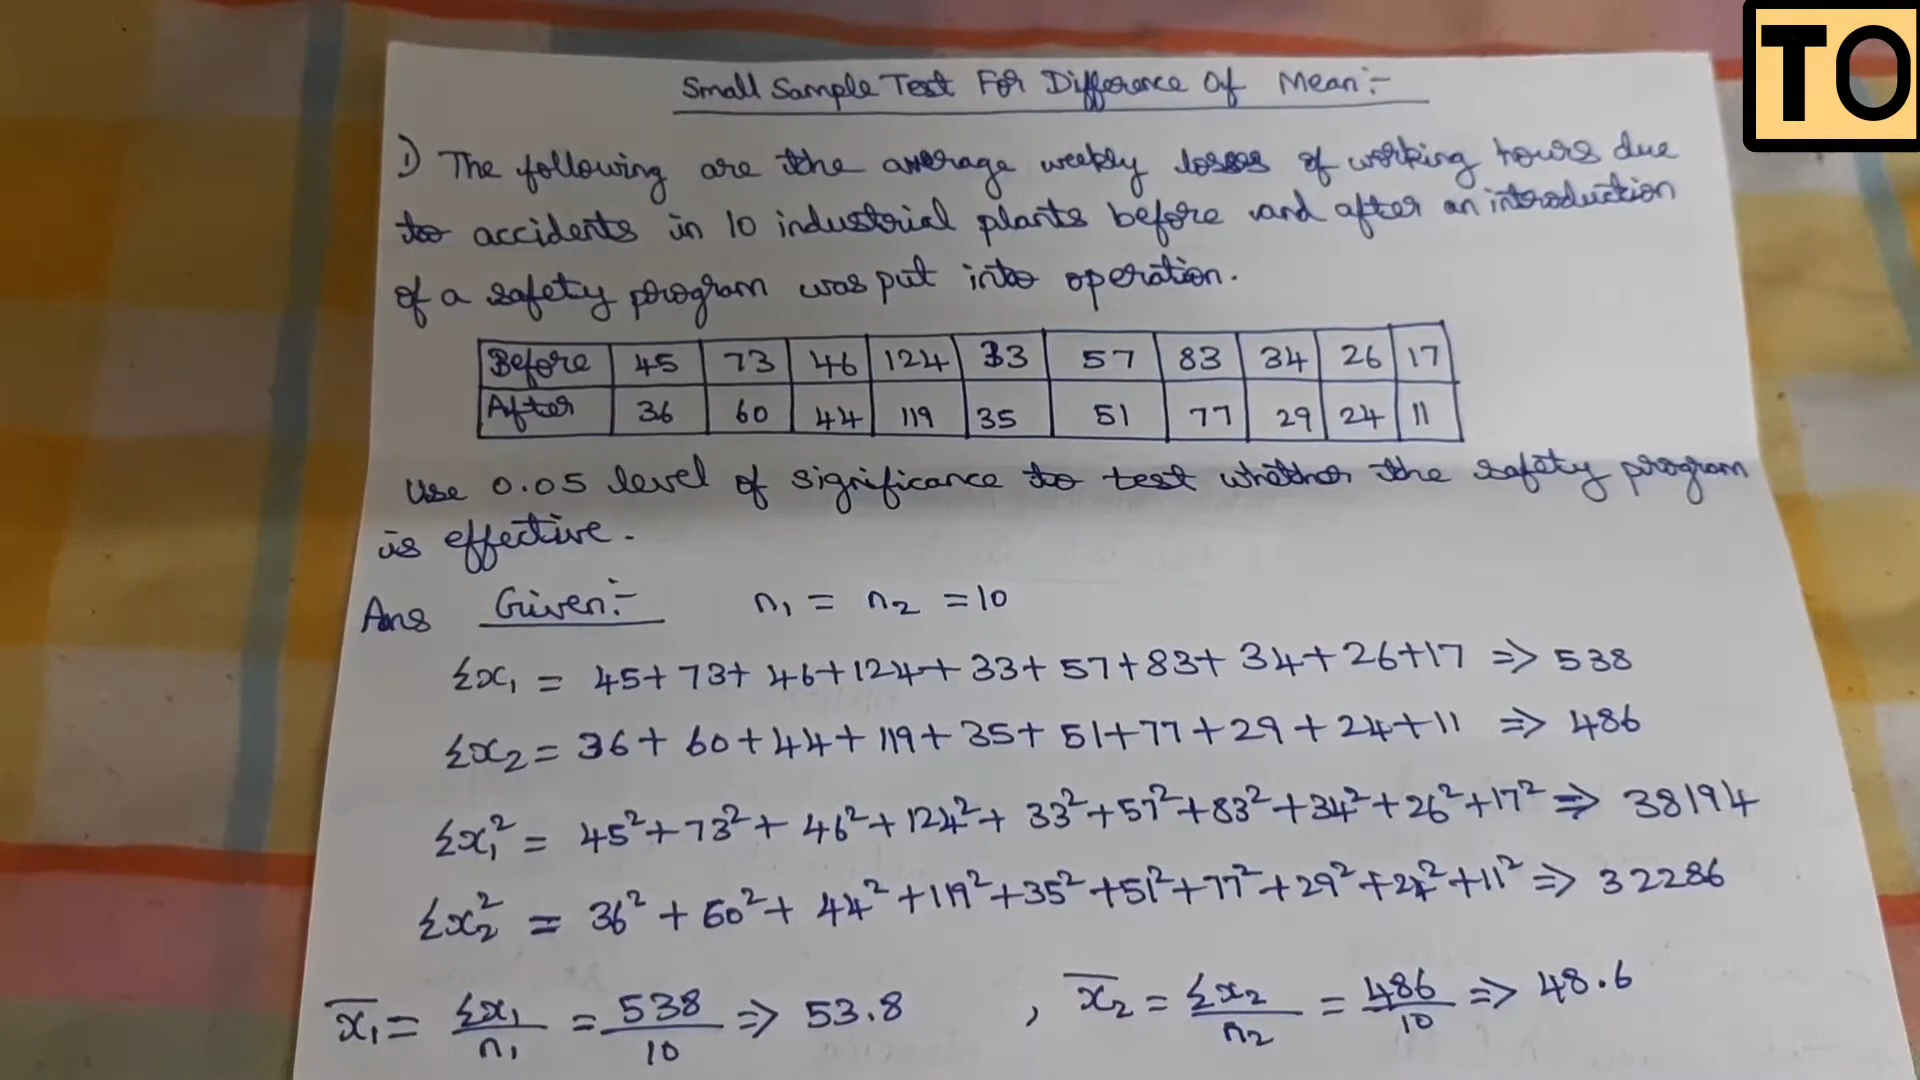 TO
Small Sample Test For Difference Of Mean:-
1) The following are the average weekly losses of working hours due
to accidents in 10 industrial plants before and after an introduction
of a safety program was put into operation.
Before 45 73 46 124 33 57 83 34 26 17
After 36 60 44 119 35 51 77 29 24 11
Use 0.05 level of significance to test whether the safety program
is effective.
Ans Given:- n₁ = n₂ = 10
Σx₁ = 45+73+46+124+33+57+83+34+26+17 => 538
Σx₂ = 36+60+44+119+35+51+77+29+24+11 => 486
Σx₁² = 45²+73²+46²+124²+33²+57²+83²+34²+26²+17² => 38194
Σx₂² = 36²+60²+44²+119²+35²+51²+77²+29²+24²+11² => 32286
x̄₁ = Σx₁/n₁ = 538/10 => 53.8 , x̄₂ = Σx₂/n₂ = 486/10 => 48.6